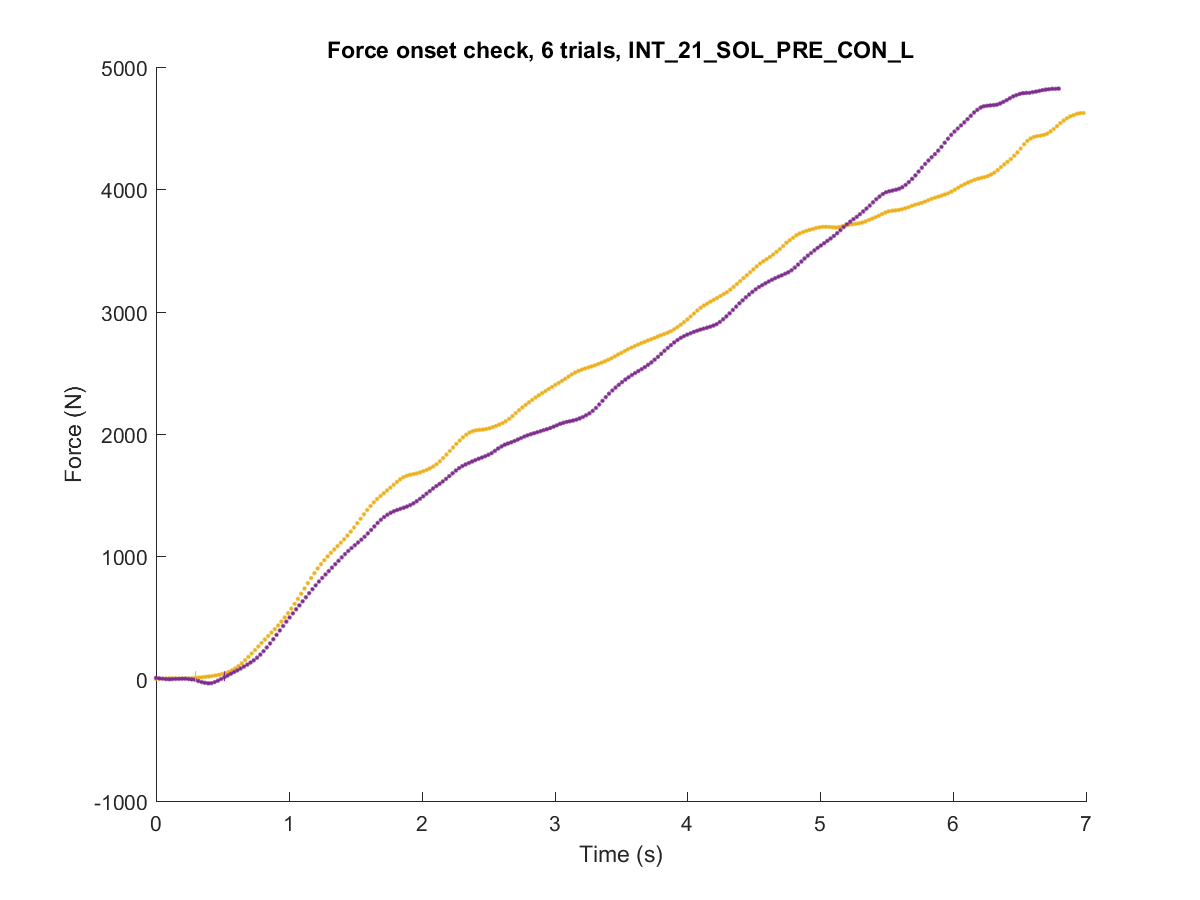 Force onset check, 6 trials, INT_21_SOL_PRE_CON_L
5000
4000
3000
2000
1000
0
-1000
Force (N)
0 1 2 3 4 5 6 7
Time (s)